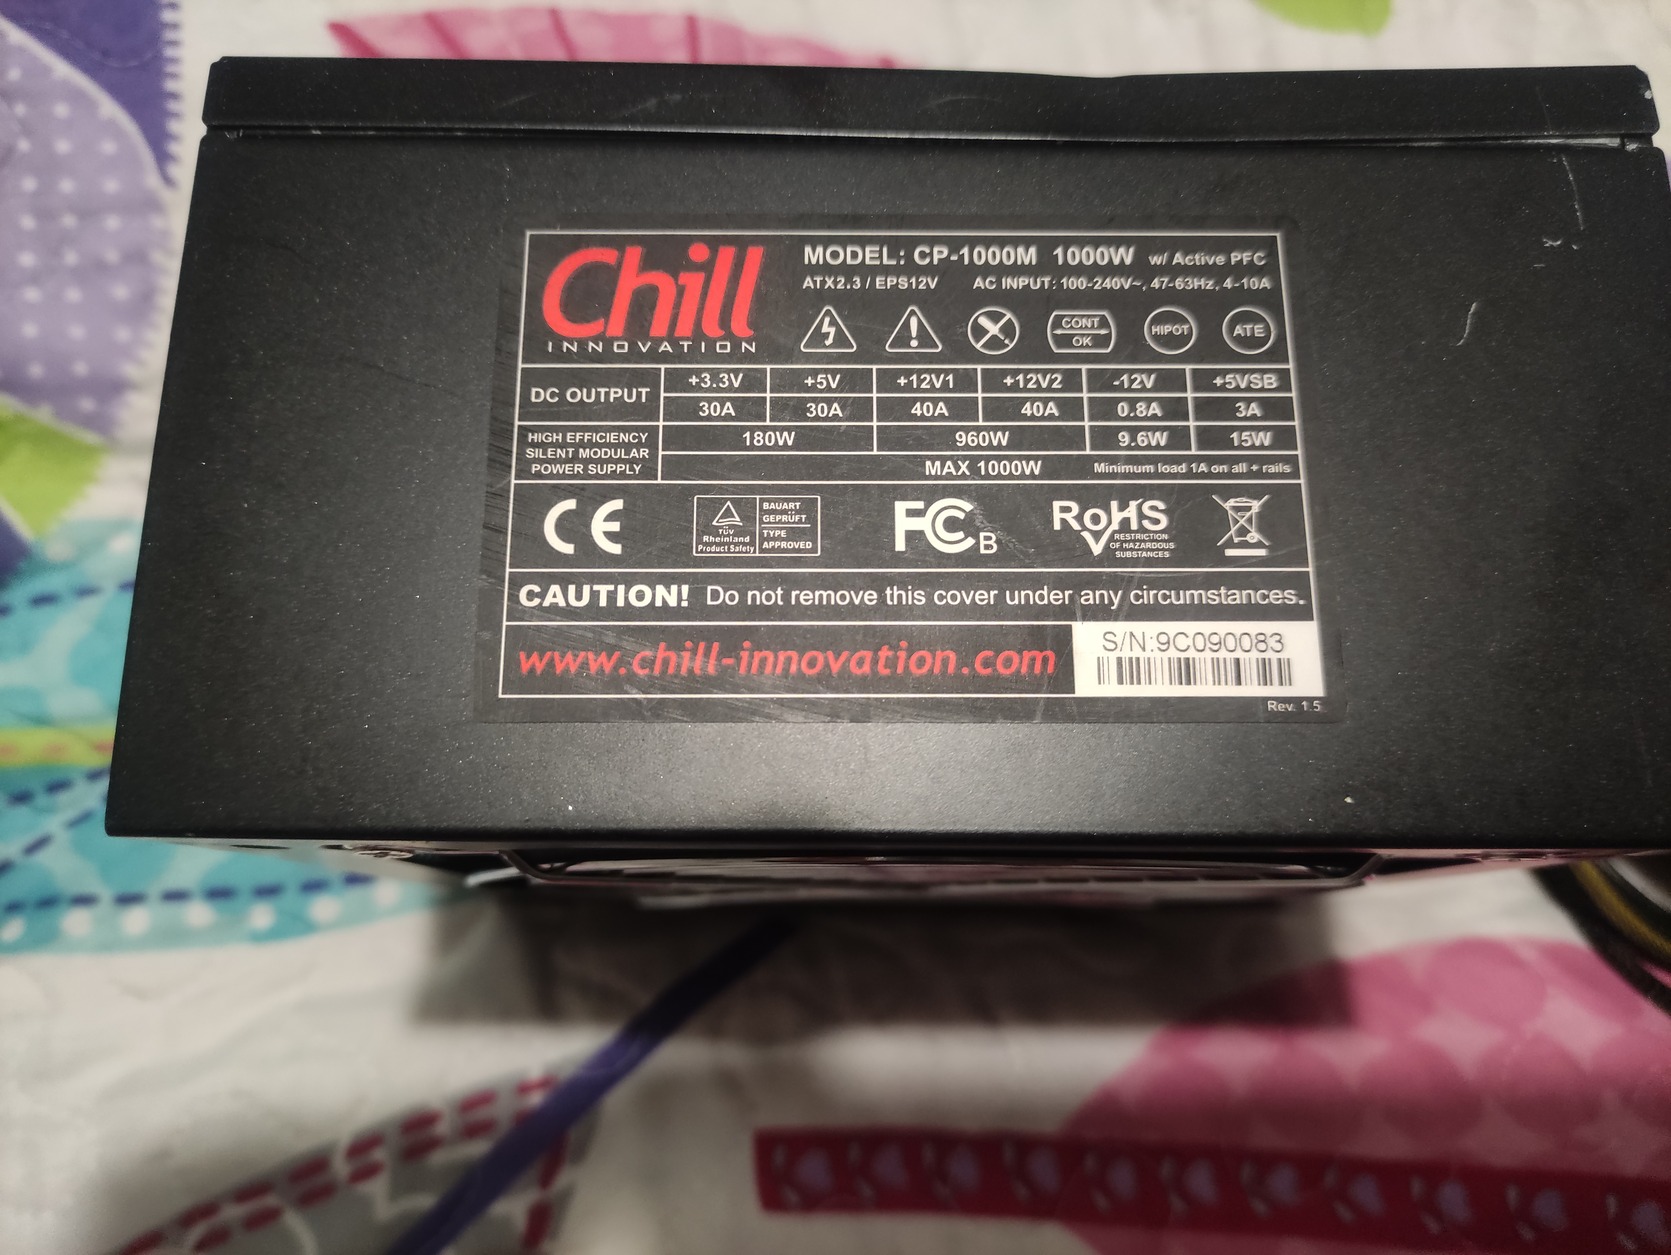 Chill
INNOVATION
MODEL: CP-1000M 1000W w/ Active PFC
ATX2.3 / EPS12V AC INPUT: 100-240V~, 47-63Hz, 4-10A
CONT
OK
HIPOT
ATE
DC OUTPUT
+3.3V +5V +12V1 +12V2 -12V +5VSB
30A 30A 40A 40A 0.8A 3A
HIGH EFFICIENCY
SILENT MODULAR
POWER SUPPLY
180W 960W 9.6W 15W
MAX 1000W Minimum load 1A on all + rails
CE
TÜV
Rheinland
Product Safety
BAUART
GEPRÜFT
TYPE
APPROVED
FC B
RoHS
RESTRICTION
OF HAZARDOUS
SUBSTANCES
CAUTION! Do not remove this cover under any circumstances.
www.chill-innovation.com
S/N:9C090083
Rev. 1.5